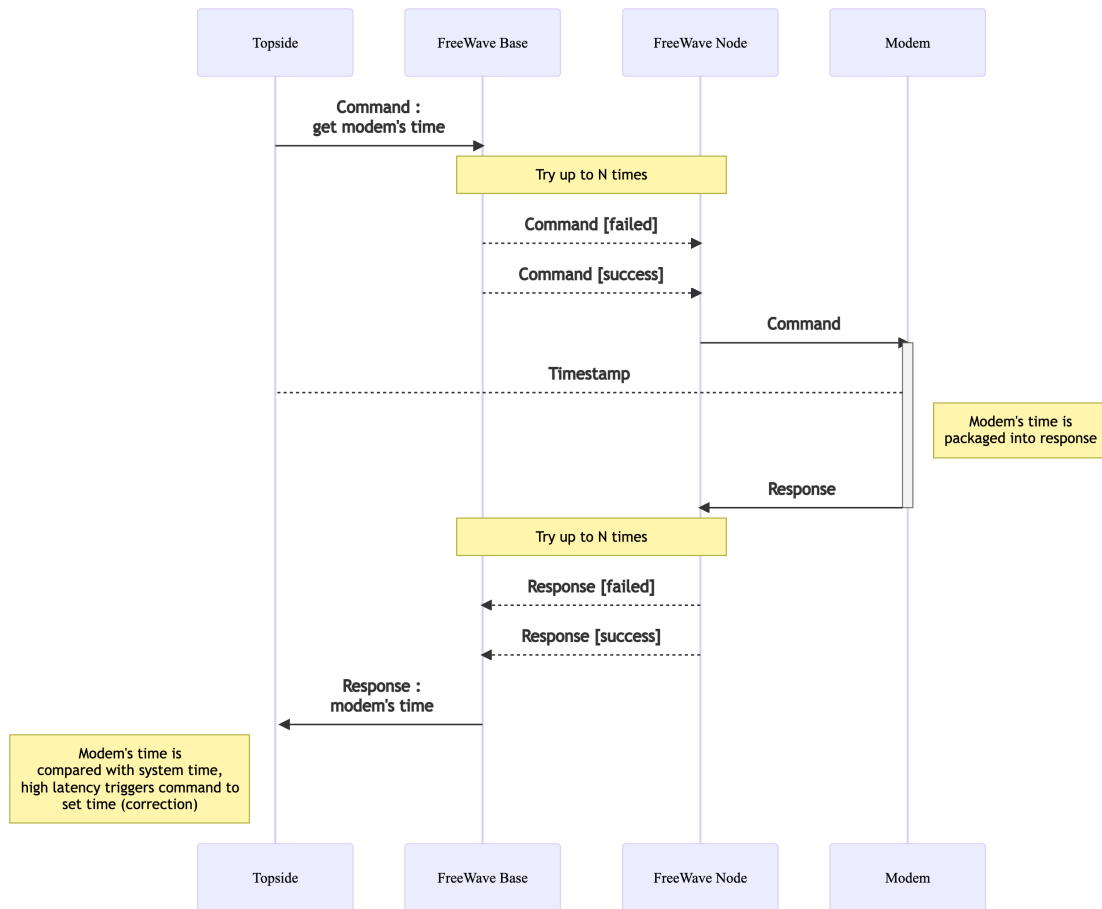 Topside
FreeWave Base
FreeWave Node
Modem
Command :
get modem's time
Try up to N times
Command [failed]
Command [success]
Command
Timestamp
Modem's time is
packaged into response
Response
Try up to N times
Response [failed]
Response [success]
Response :
modem's time
Modem's time is
compared with system time,
high latency triggers command to
set time (correction)
Topside
FreeWave Base
FreeWave Node
Modem